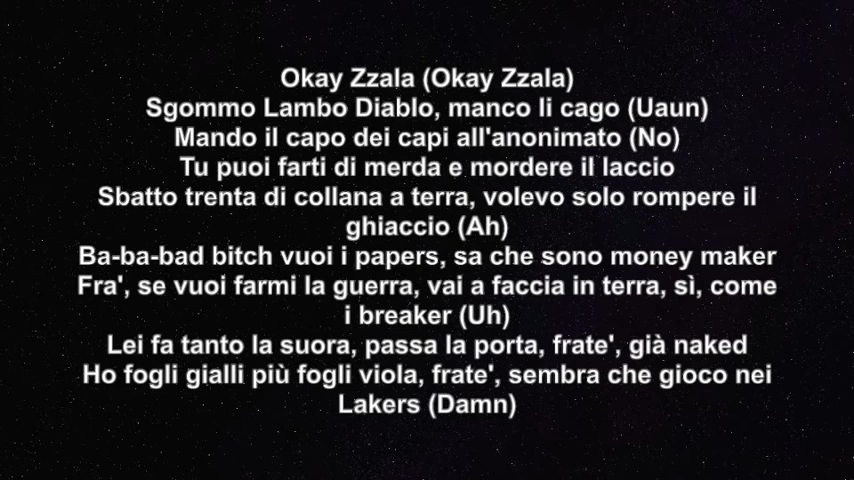 Okay Zzala (Okay Zzala)
Sgommo Lambo Diablo, manco li cago (Uaun)
Mando il capo dei capi all'anonimato (No)
Tu puoi farti di merda e mordere il laccio
Sbatto trenta di collana a terra, volevo solo rompere il
ghiaccio (Ah)
Ba-ba-bad bitch vuoi i papers, sa che sono money maker
Fra', se vuoi farmi la guerra, vai a faccia in terra, sì, come
i breaker (Uh)
Lei fa tanto la suora, passa la porta, frate', già naked
Ho fogli gialli più fogli viola, frate', sembra che gioco nei
Lakers (Damn)